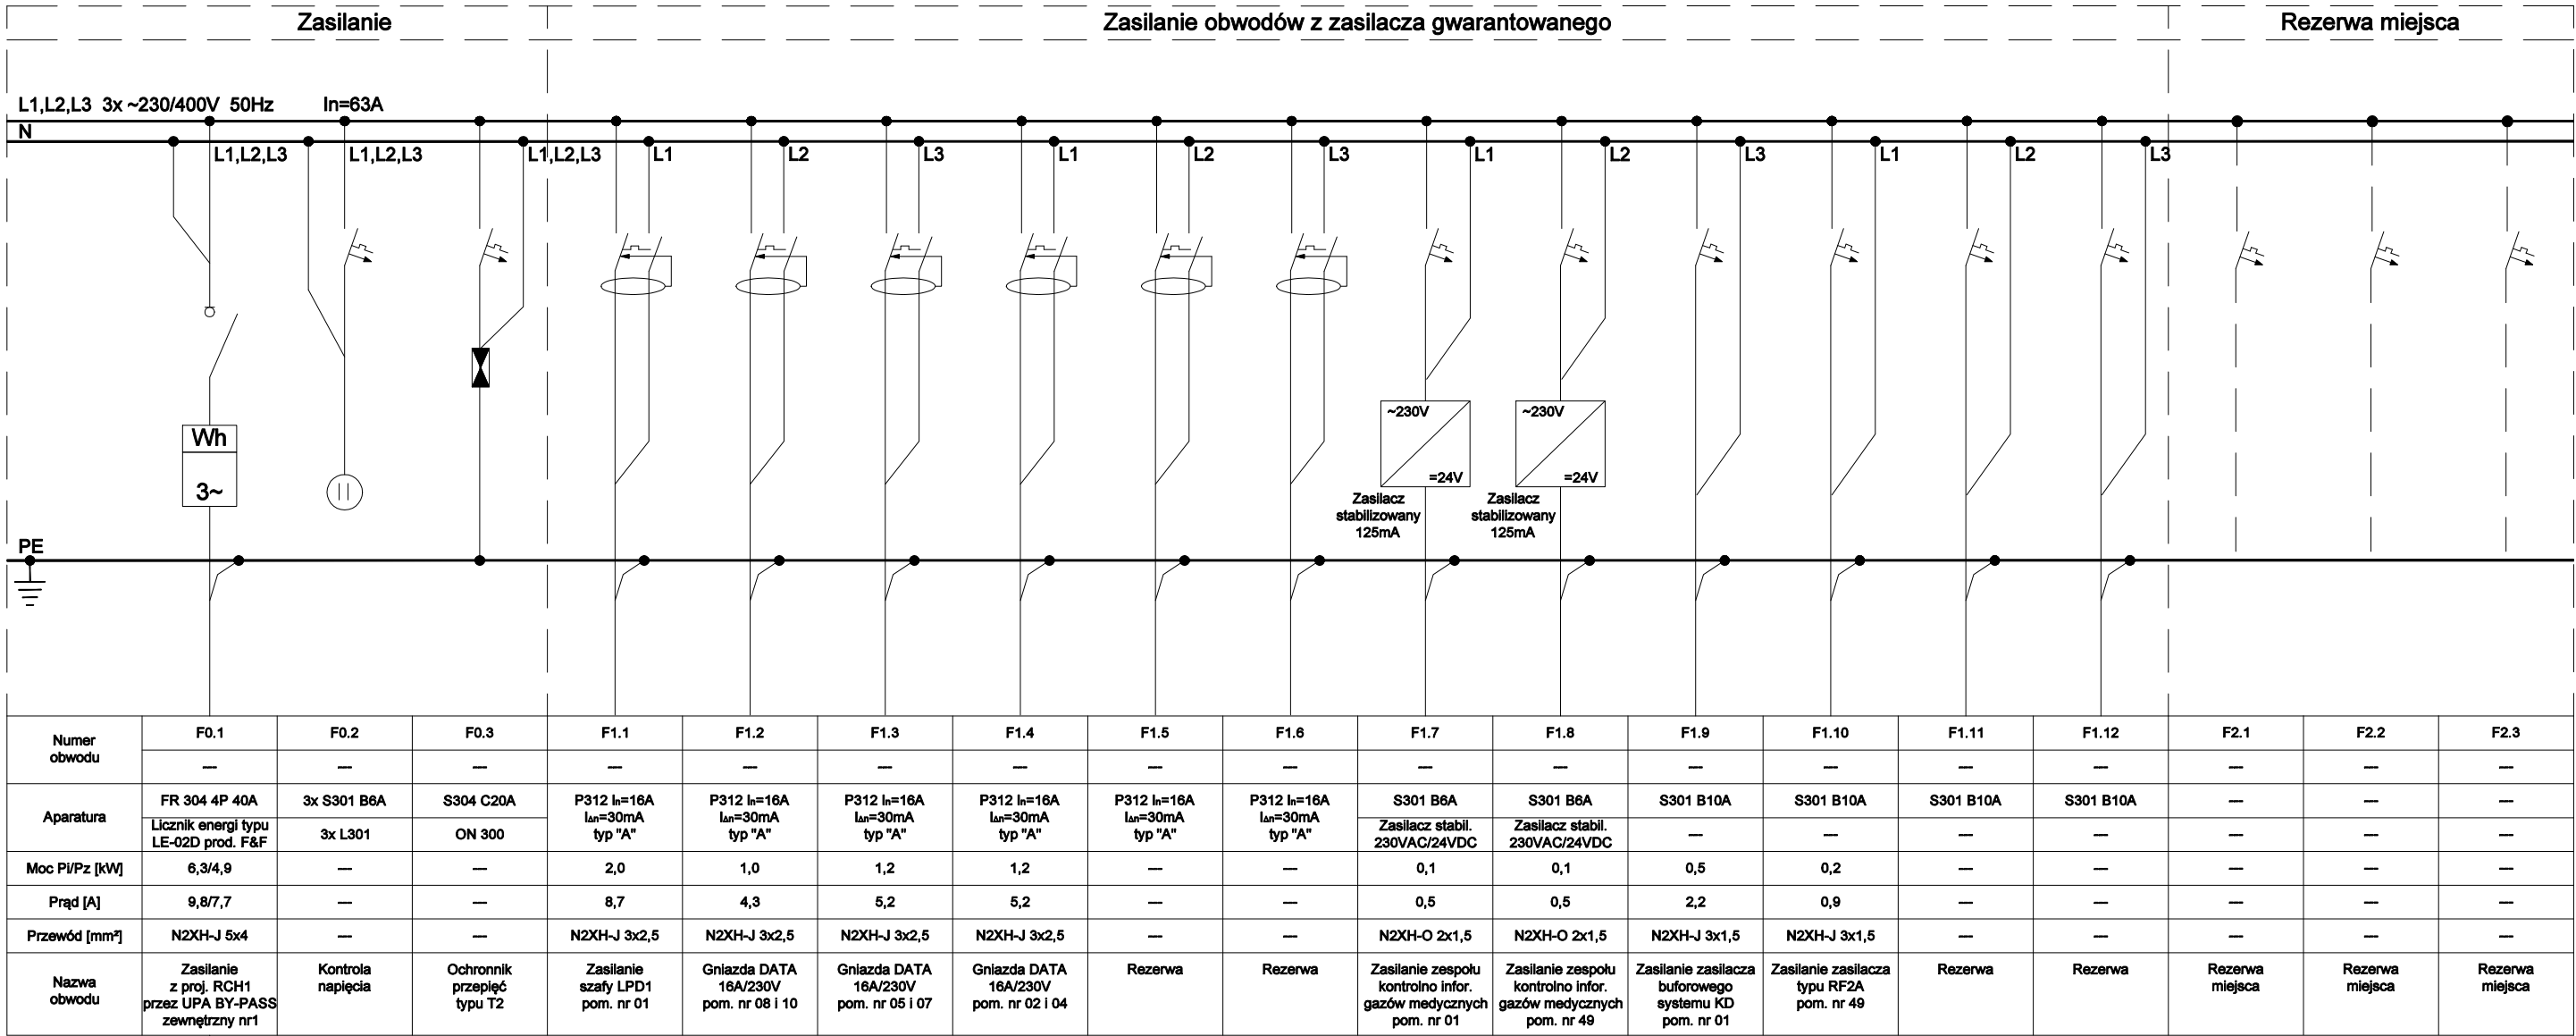 Zasilanie
Zasilanie obwodów z zasilacza gwarantowanego
Rezerwa miejsca
L1,L2,L3 3x ~230/400V 50Hz In=63A
N
L1,L2,L3 L1,L2,L3 L1,L2,L3 L1 L2 L3 L1 L2 L3 L1 L2 L3 L1 L2 L3
Wh
3~
~230V
=24V
Zasilacz
stabilizowany
125mA
~230V
=24V
Zasilacz
stabilizowany
125mA
PE
Numer
obwodu
F0.1 F0.2 F0.3 F1.1 F1.2 F1.3 F1.4 F1.5 F1.6 F1.7 F1.8 F1.9 F1.10 F1.11 F1.12 F2.1 F2.2 F2.3
--- --- --- --- --- --- --- --- --- --- --- --- --- --- --- --- --- ---
Aparatura
FR 304 4P 40A
Licznik energi typu
LE-02D prod. F&F
3x S301 B6A
3x L301
S304 C20A
ON 300
P312 In=16A
IΔn=30mA
typ "A"
P312 In=16A
IΔn=30mA
typ "A"
P312 In=16A
IΔn=30mA
typ "A"
P312 In=16A
IΔn=30mA
typ "A"
P312 In=16A
IΔn=30mA
typ "A"
P312 In=16A
IΔn=30mA
typ "A"
S301 B6A
Zasilacz stabil.
230VAC/24VDC
S301 B6A
Zasilacz stabil.
230VAC/24VDC
S301 B10A
---
S301 B10A
---
S301 B10A
---
S301 B10A
---
---
---
---
---
---
---
Moc Pi/Pz [kW] 6,3/4,9 --- --- 2,0 1,0 1,2 1,2 --- --- 0,1 0,1 0,5 0,2 --- --- --- --- ---
Prąd [A] 9,8/7,7 --- --- 8,7 4,3 5,2 5,2 --- --- 0,5 0,5 2,2 0,9 --- --- --- --- ---
Przewód [mm²] N2XH-J 5x4 --- --- N2XH-J 3x2,5 N2XH-J 3x2,5 N2XH-J 3x2,5 N2XH-J 3x2,5 --- --- N2XH-O 2x1,5 N2XH-O 2x1,5 N2XH-J 3x1,5 N2XH-J 3x1,5 --- --- --- --- ---
Nazwa
obwodu
Zasilanie
z proj. RCH1
przez UPA BY-PASS
zewnętrzny nr1
Kontrola
napięcia
Ochronnik
przepięć
typu T2
Zasilanie
szafy LPD1
pom. nr 01
Gniazda DATA
16A/230V
pom. nr 08 i 10
Gniazda DATA
16A/230V
pom. nr 05 i 07
Gniazda DATA
16A/230V
pom. nr 02 i 04
Rezerwa
Rezerwa
Zasilanie zespołu
kontrolno infor.
gazów medycznych
pom. nr 01
Zasilanie zespołu
kontrolno infor.
gazów medycznych
pom. nr 49
Zasilanie zasilacza
buforowego
systemu KD
pom. nr 01
Zasilanie zasilacza
typu RF2A
pom. nr 49
Rezerwa
Rezerwa
Rezerwa
miejsca
Rezerwa
miejsca
Rezerwa
miejsca